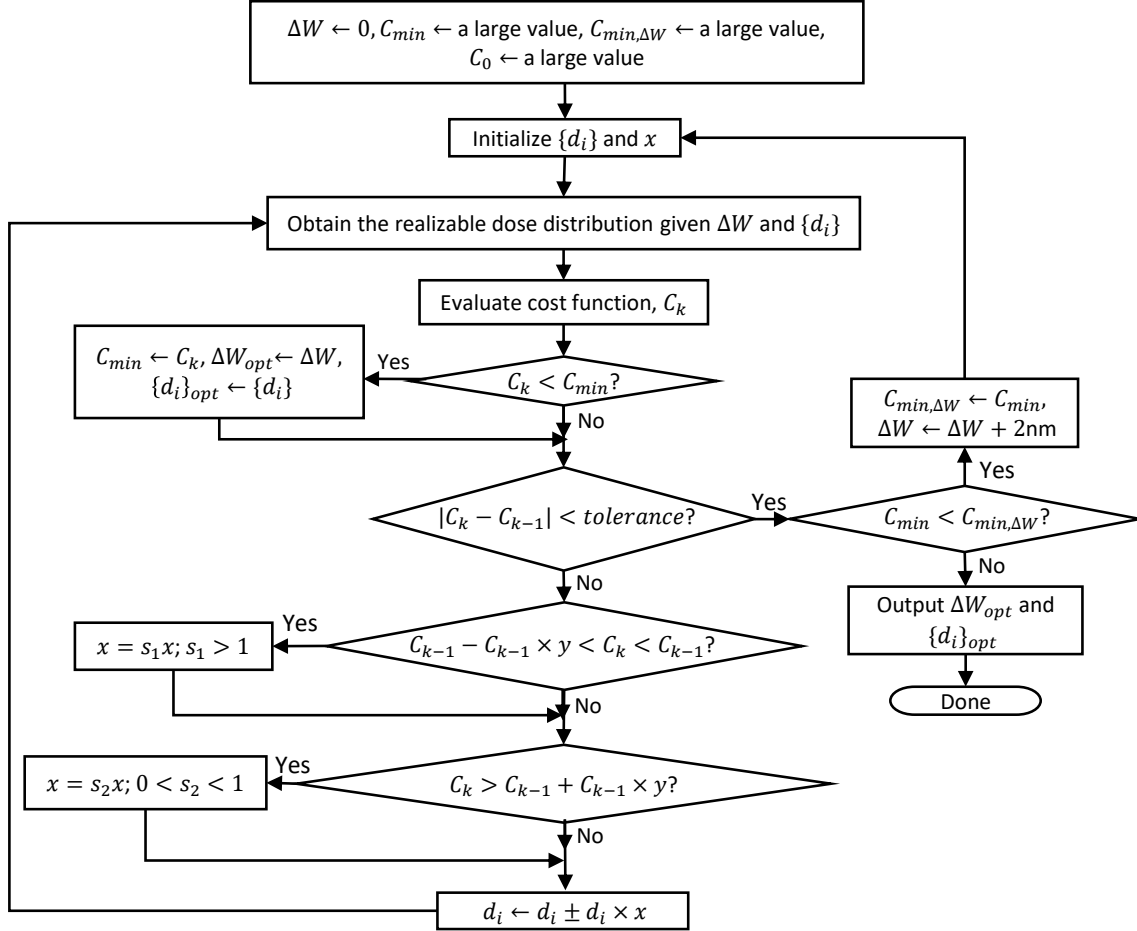 ΔW ← 0, C_min ← a large value, C_min,ΔW ← a large value,
C_0 ← a large value
Initialize {d_i} and x
Obtain the realizable dose distribution given ΔW and {d_i}
Evaluate cost function, C_k
C_min ← C_k, ΔW_opt ← ΔW,
{d_i}_opt ← {d_i}
Yes
C_k < C_min?
No
C_min,ΔW ← C_min,
ΔW ← ΔW + 2nm
Yes
|C_k − C_k−1| < tolerance?
Yes
C_min < C_min,ΔW?
No
No
Output ΔW_opt and
{d_i}_opt
Done
x = s_1x; s_1 > 1
Yes
C_k−1 − C_k−1 × y < C_k < C_k−1?
No
x = s_2x; 0 < s_2 < 1
Yes
C_k > C_k−1 + C_k−1 × y?
No
d_i ← d_i ± d_i × x